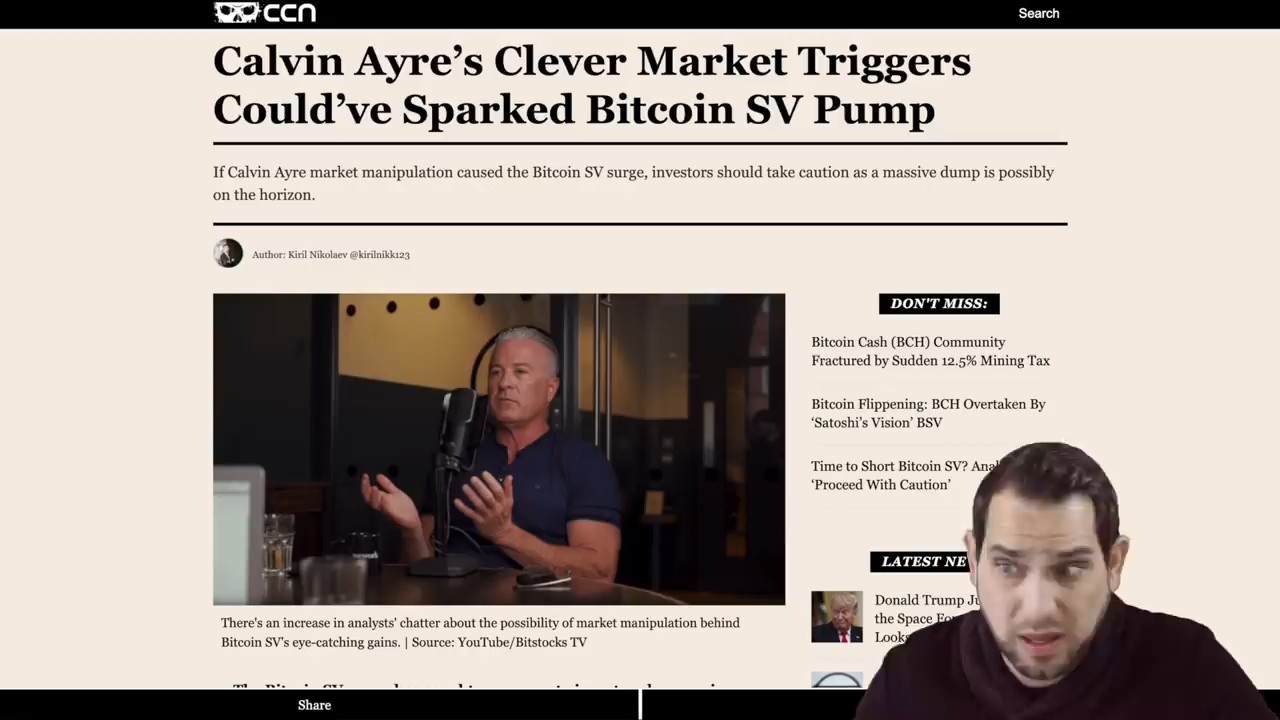 ccn
Search
Calvin Ayre’s Clever Market Triggers
Could’ve Sparked Bitcoin SV Pump
If Calvin Ayre market manipulation caused the Bitcoin SV surge, investors should take caution as a massive dump is possibly
on the horizon.
Author: Kiril Nikolaev @kirilnikk123
There's an increase in analysts' chatter about the possibility of market manipulation behind
Bitcoin SV's eye-catching gains. | Source: YouTube/Bitstocks TV
DON'T MISS:
Bitcoin Cash (BCH) Community
Fractured by Sudden 12.5% Mining Tax
Bitcoin Flippening: BCH Overtaken By
‘Satoshi’s Vision’ BSV
Time to Short Bitcoin SV?
‘Proceed With Caution’
LATEST
Donald Trump
the Space
Share